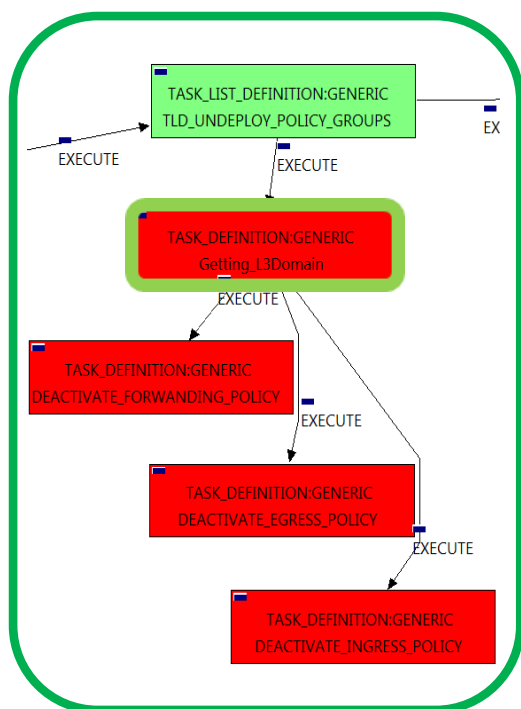 TASK_LIST_DEFINITION:GENERIC
TLD_UNDEPLOY_POLICY_GROUPS
EX
EXECUTE
EXECUTE
TASK_DEFINITION:GENERIC
Getting_L3Domain
EXECUTE
TASK_DEFINITION:GENERIC
DEACTIVATE_FORWANDING_POLICY
EXECUTE
TASK_DEFINITION:GENERIC
DEACTIVATE_EGRESS_POLICY
EXECUTE
TASK_DEFINITION:GENERIC
DEACTIVATE_INGRESS_POLICY